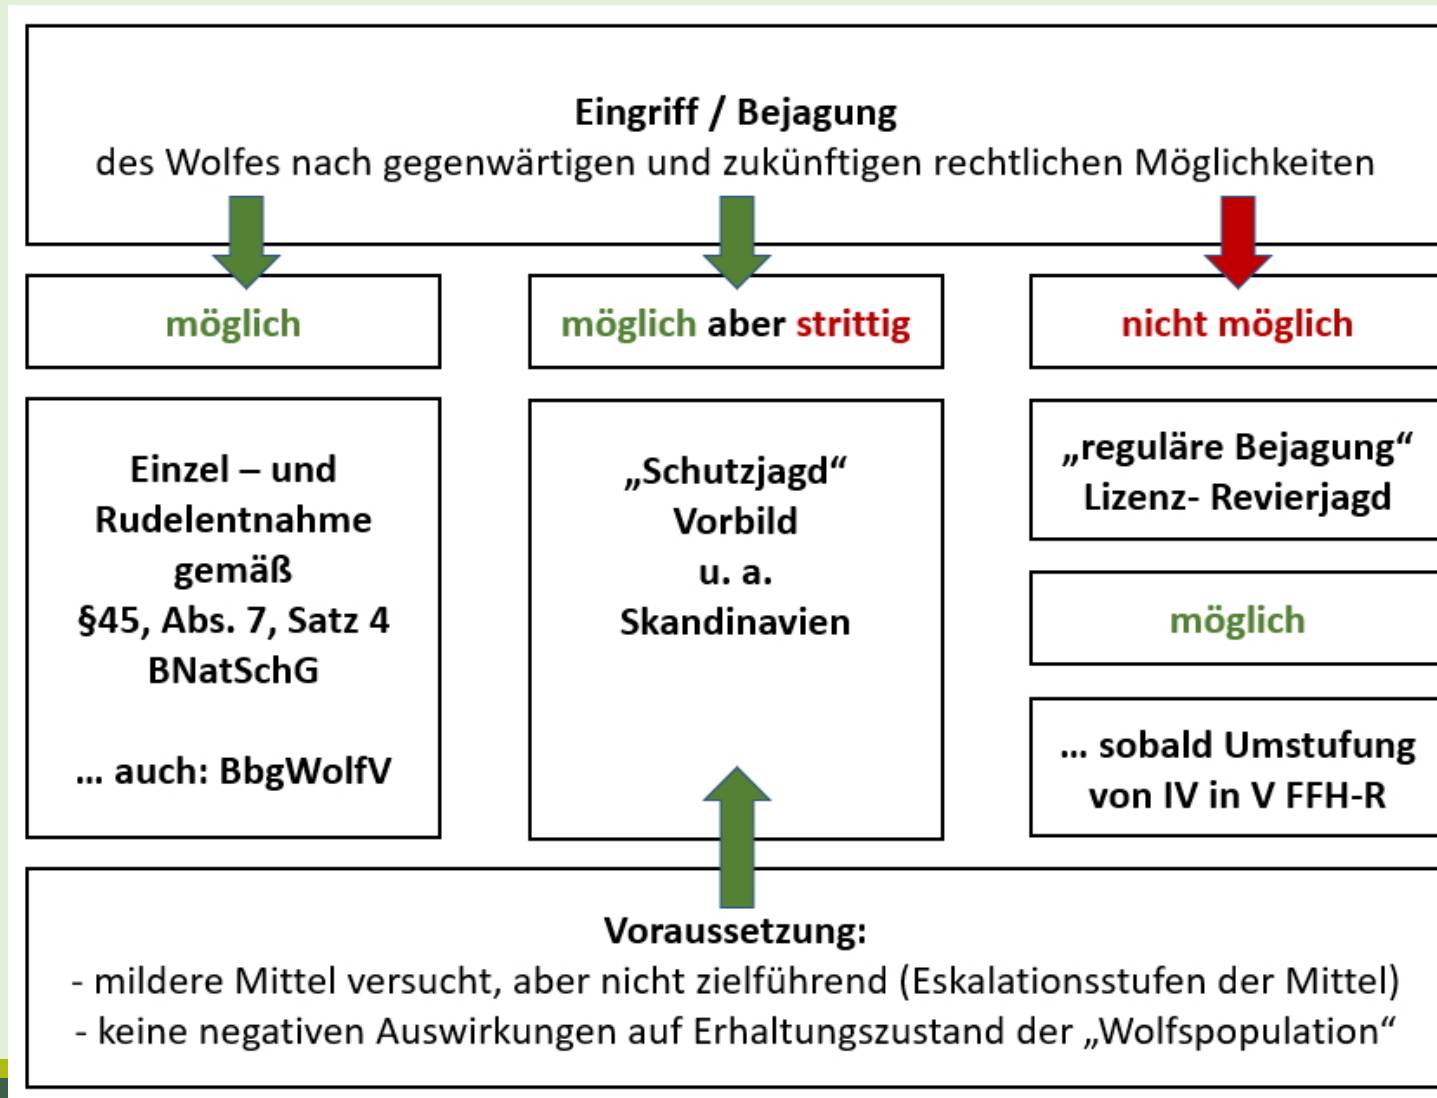 Eingriff / Bejagung
des Wolfes nach gegenwärtigen und zukünftigen rechtlichen Möglichkeiten
möglich
Einzel – und
Rudelentnahme
gemäß
§45, Abs. 7, Satz 4
BNatSchG
... auch: BbgWolfV
möglich aber strittig
„Schutzjagd“
Vorbild
u. a.
Skandinavien
nicht möglich
„reguläre Bejagung“
Lizenz- Revierjagd
möglich
... sobald Umstufung
von IV in V FFH-R
Voraussetzung:
- mildere Mittel versucht, aber nicht zielführend (Eskalationsstufen der Mittel)
- keine negativen Auswirkungen auf Erhaltungszustand der „Wolfspopulation“